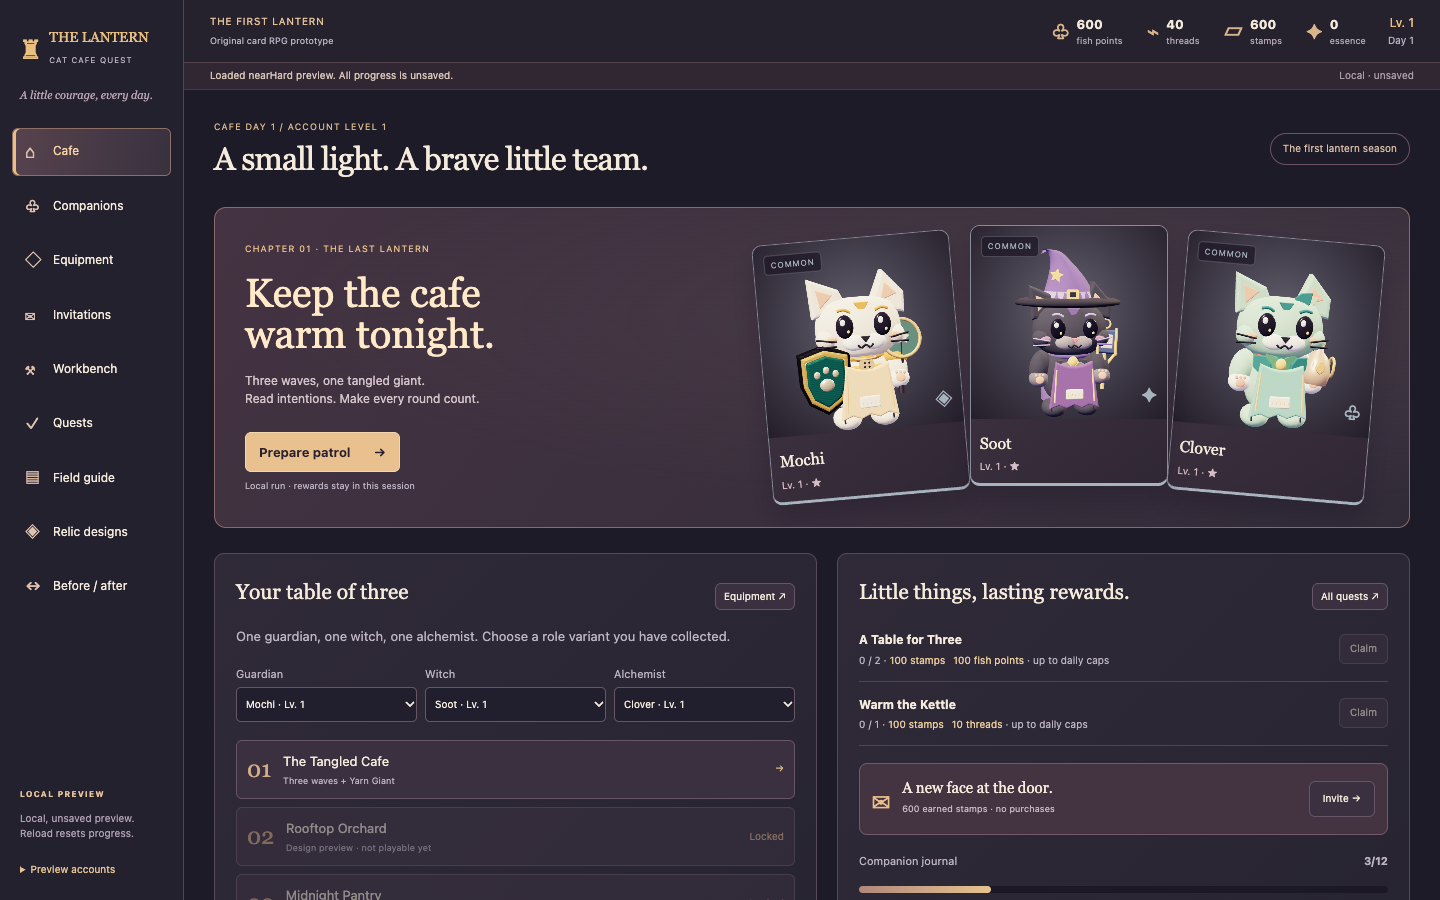 THE LANTERN
CAT CAFE QUEST
A little courage, every day.
Cafe
Companions
Equipment
Invitations
Workbench
Quests
Field guide
Relic designs
Before / after
LOCAL PREVIEW
Local, unsaved preview.
Reload resets progress.
Preview accounts
THE FIRST LANTERN
Original card RPG prototype
600
fish points
40
threads
600
stamps
0
essence
Lv. 1
Day 1
Loaded nearHard preview. All progress is unsaved.
Local · unsaved
CAFE DAY 1 / ACCOUNT LEVEL 1
A small light. A brave little team.
The first lantern season
CHAPTER 01 · THE LAST LANTERN
Keep the cafe
warm tonight.
Three waves, one tangled giant.
Read intentions. Make every round count.
Prepare patrol →
Local run · rewards stay in this session
COMMON
Mochi
Lv. 1 · ★
COMMON
Soot
Lv. 1 · ★
COMMON
Clover
Lv. 1 · ★
Your table of three
Equipment ↗
One guardian, one witch, one alchemist. Choose a role variant you have collected.
Guardian
Mochi · Lv. 1
Witch
Soot · Lv. 1
Alchemist
Clover · Lv. 1
01
The Tangled Cafe
Three waves + Yarn Giant
→
02
Rooftop Orchard
Design preview · not playable yet
Locked
Midnight Pantry
Little things, lasting rewards.
All quests ↗
A Table for Three
0 / 2 · 100 stamps 100 fish points · up to daily caps
Claim
Warm the Kettle
0 / 1 · 100 stamps 10 threads · up to daily caps
Claim
A new face at the door.
600 earned stamps · no purchases
Invite →
Companion journal
3/12